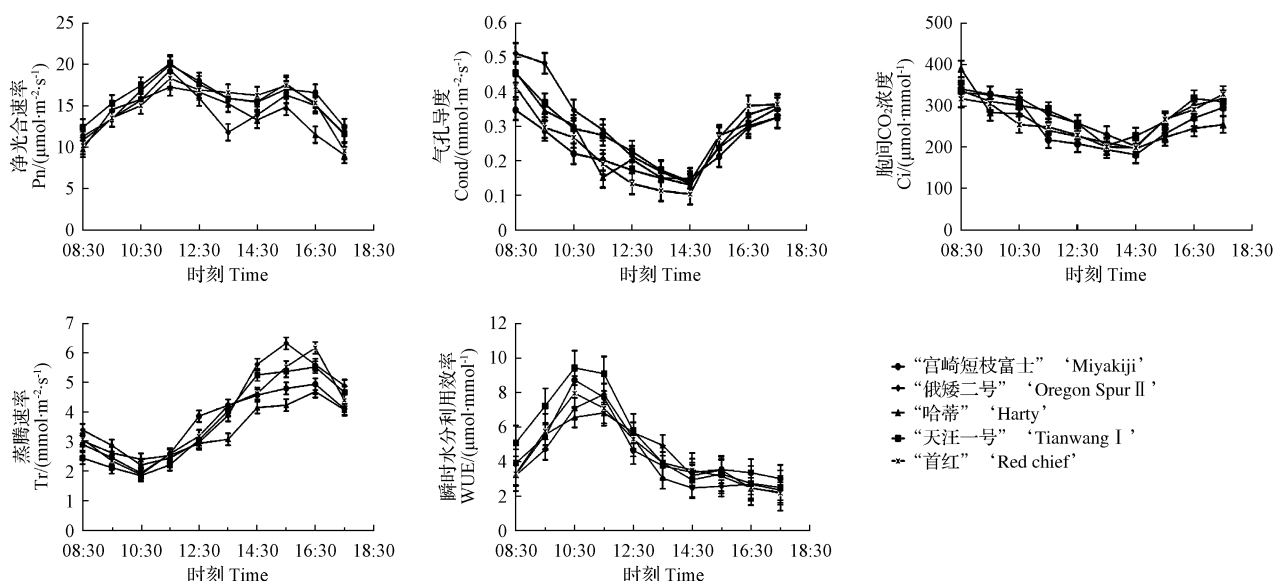 净光合速率
Pn/(μmol·m⁻²·s⁻¹)
25
20
15
10
5
0
08:30 10:30 12:30 14:30 16:30 18:30
时刻 Time
气孔导度
Cond/(mmol·m⁻²·s⁻¹)
0.6
0.5
0.4
0.3
0.2
0.1
0
08:30 10:30 12:30 14:30 16:30 18:30
时刻 Time
胞间CO₂浓度
Ci/(μmol·mmol⁻¹)
500
400
300
200
100
0
08:30 10:30 12:30 14:30 16:30 18:30
时刻 Time
蒸腾速率
Tr/(mmol·m⁻²·s⁻¹)
7
6
5
4
3
2
1
0
08:30 10:30 12:30 14:30 16:30 18:30
时刻 Time
瞬时水分利用效率
WUE/(μmol·mmol⁻¹)
12
10
8
6
4
2
0
08:30 10:30 12:30 14:30 16:30 18:30
时刻 Time
“宫崎短枝富士” ‘Miyakiji’
“俄矮二号” ‘Oregon Spur Ⅱ’
“哈蒂” ‘Harty’
“天汪一号” ‘Tianwang Ⅰ’
“首红” ‘Red chief’